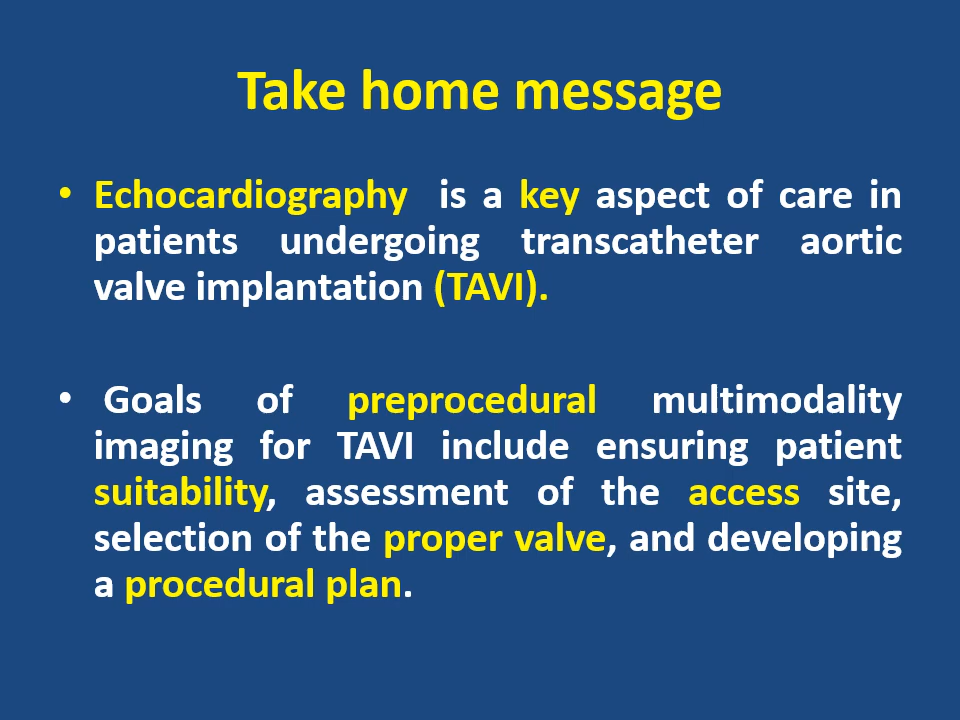 Take home message
• Echocardiography is a key aspect of care in
patients undergoing transcatheter aortic
valve implantation (TAVI).
• Goals of preprocedural multimodality
imaging for TAVI include ensuring patient
suitability, assessment of the access site,
selection of the proper valve, and developing
a procedural plan.